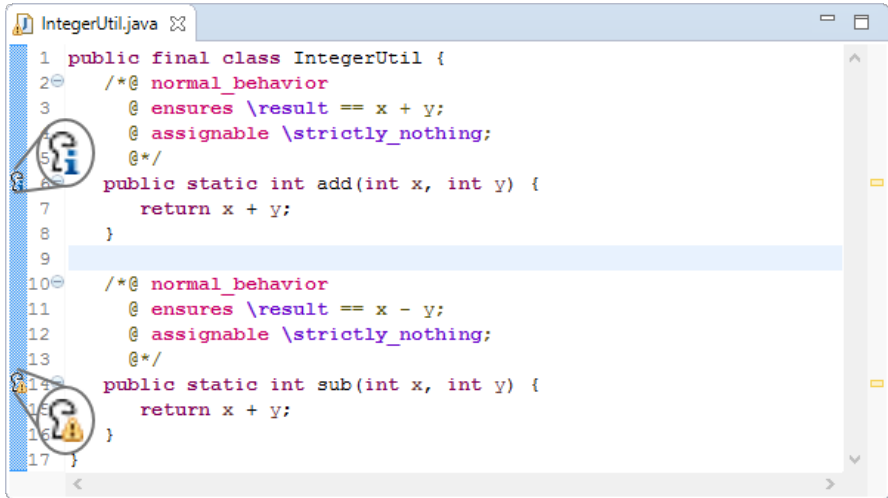 IntegerUtil.java
1 public final class IntegerUtil {
2 /*@ normal_behavior
3 @ ensures \result == x + y;
4 @ assignable \strictly_nothing;
5 @*/
6 public static int add(int x, int y) {
7 return x + y;
8 }
9
10 /*@ normal_behavior
11 @ ensures \result == x - y;
12 @ assignable \strictly_nothing;
13 @*/
14 public static int sub(int x, int y) {
15 return x + y;
16 }
17 }